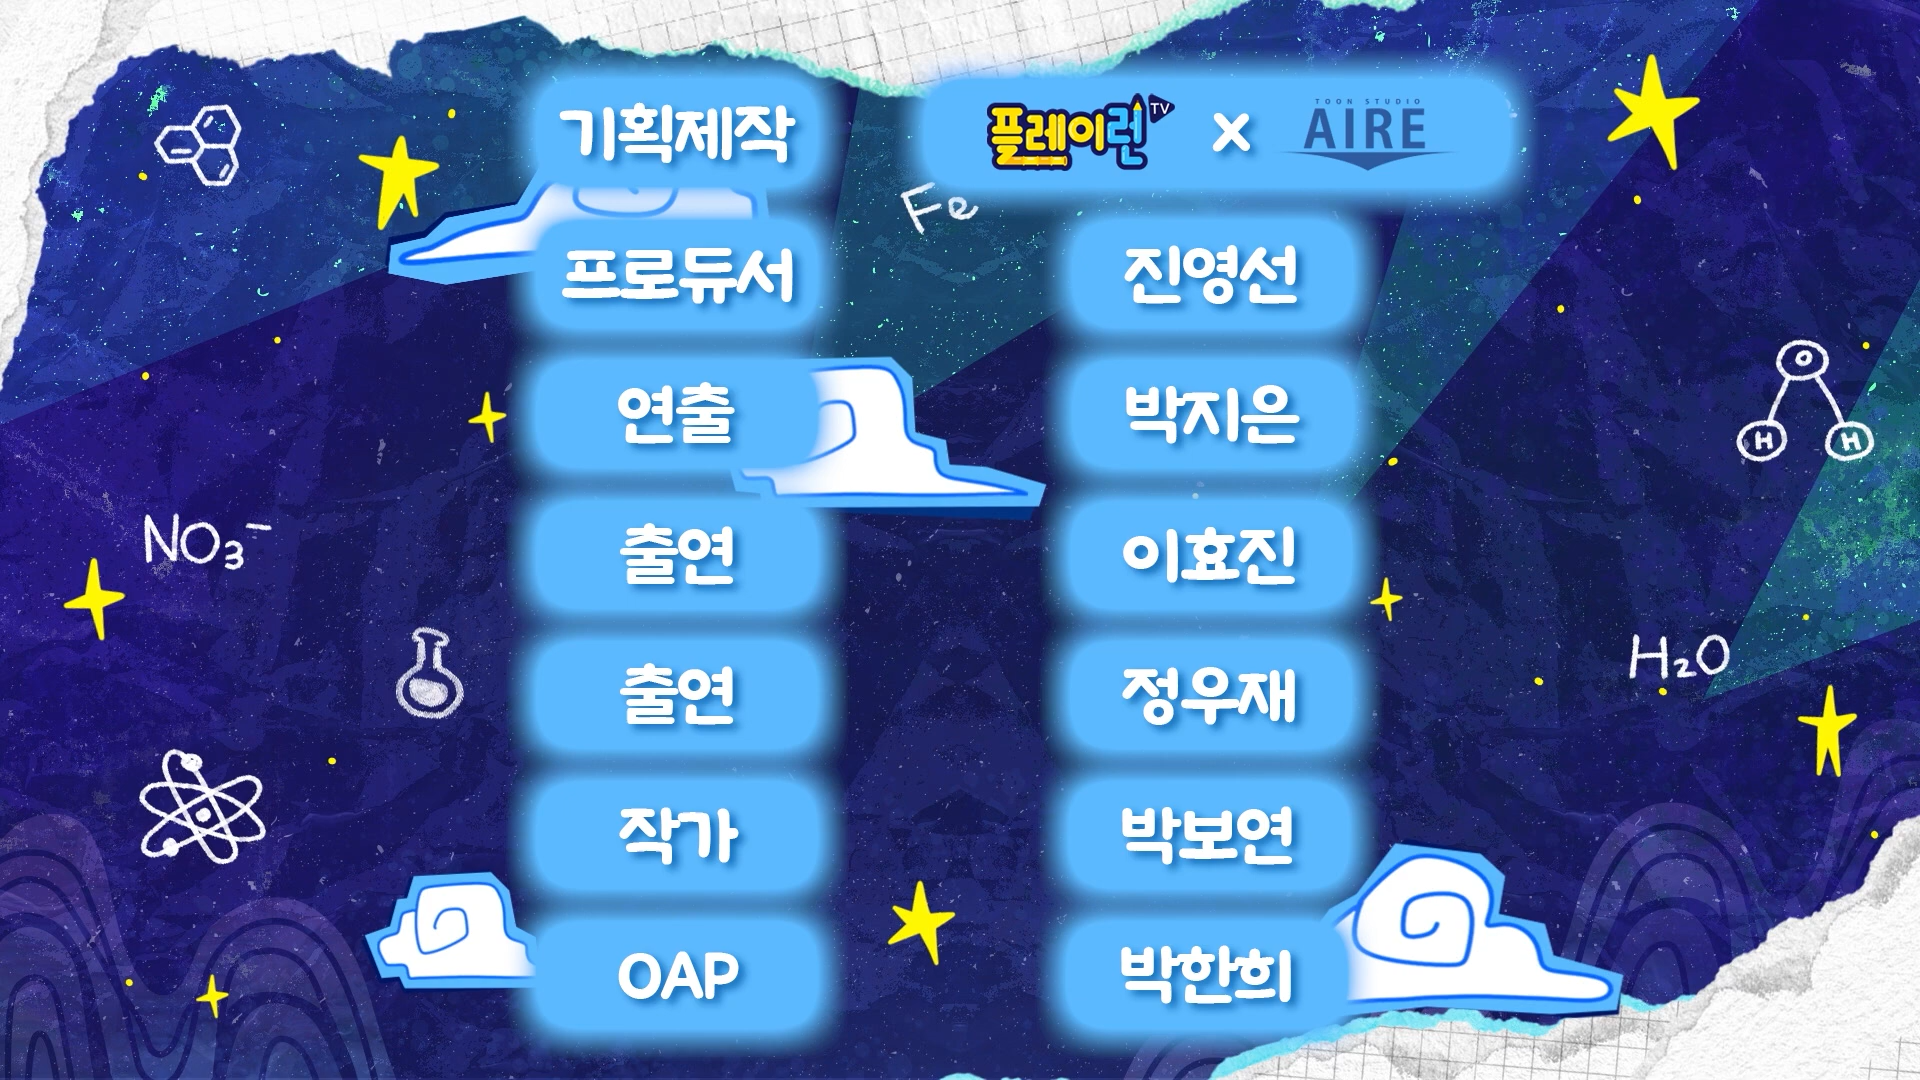 기획제작 플레이런 TV X TOON STUDIO AIRE
Fe
프로듀서 진영선
연출 박지은
O
H H
NO₃⁻
출연 이효진
H₂O
출연 정우재
작가 박보연
OAP 박한희